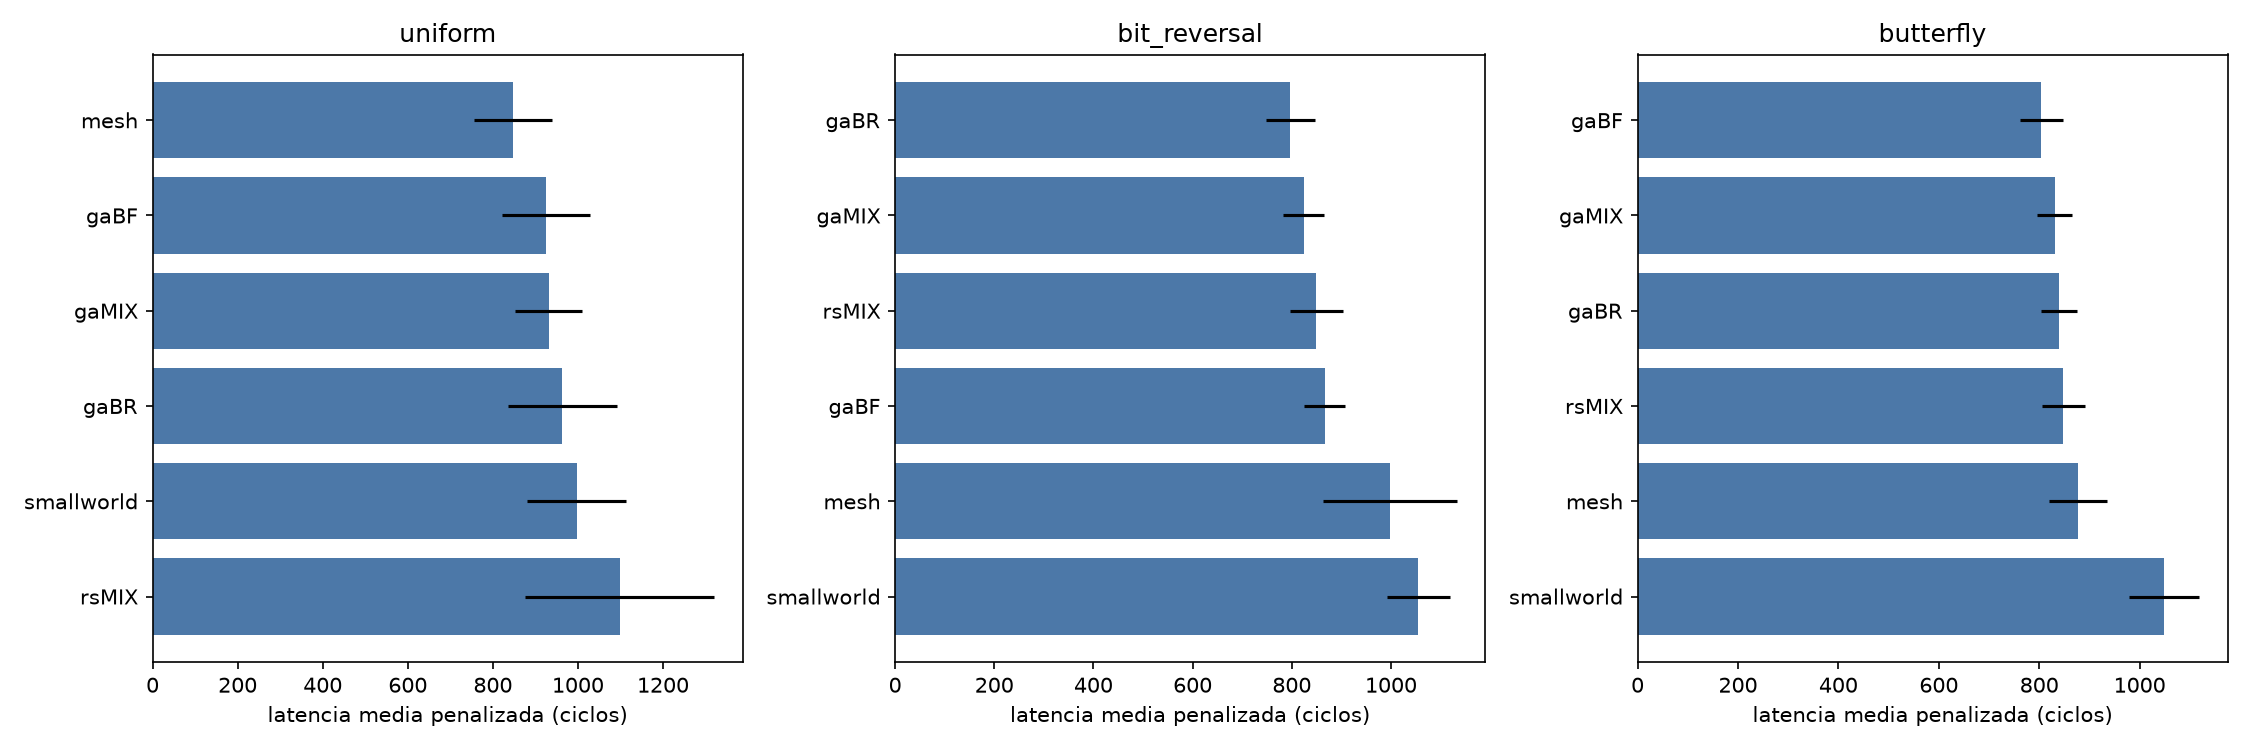 uniform
mesh
gaBF
gaMIX
gaBR
smallworld
rsMIX
0 200 400 600 800 1000 1200
latencia media penalizada (ciclos)
bit_reversal
gaBR
gaMIX
rsMIX
gaBF
mesh
smallworld
0 200 400 600 800 1000
latencia media penalizada (ciclos)
butterfly
gaBF
gaMIX
gaBR
rsMIX
mesh
smallworld
0 200 400 600 800 1000
latencia media penalizada (ciclos)